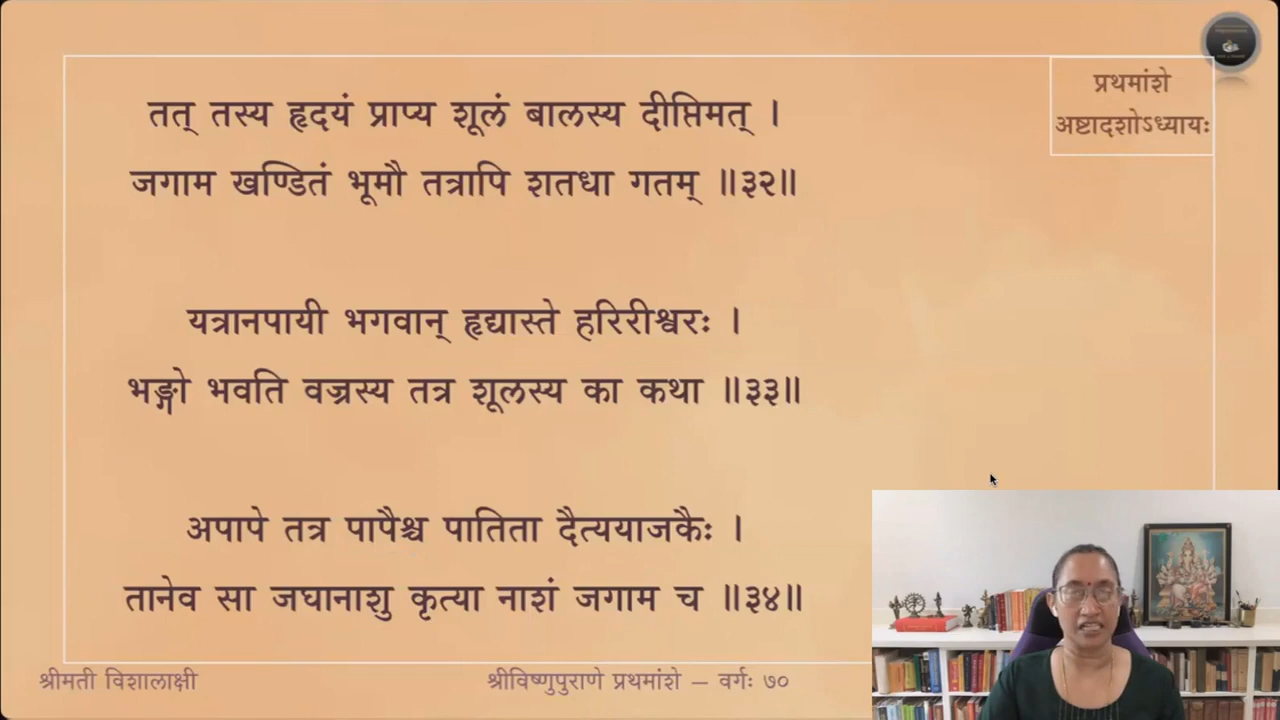 प्रथमांशे
अष्टादशोऽध्यायः
तत् तस्य हृदयं प्राप्य शूलं बालस्य दीप्तिमत् ।
जगाम खण्डितं भूमौ तत्रापि शतधा गतम् ॥३२॥
यत्रानपायी भगवान् हृद्यास्ते हरिरीश्वरः ।
भङ्गो भवति वज्रस्य तत्र शूलस्य का कथा ॥३३॥
अपापे तत्र पापैश्च पातिता दैत्ययाजकैः ।
तानेव सा जघानाशु कृत्या नाशं जगाम च ॥३४॥
श्रीमती विशालाक्षी
श्रीविष्णुपुराणे प्रथमांशे – वर्गः ७०